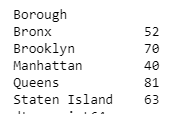 Borough
Bronx 52
Brooklyn 70
Manhattan 40
Queens 81
Staten Island 63